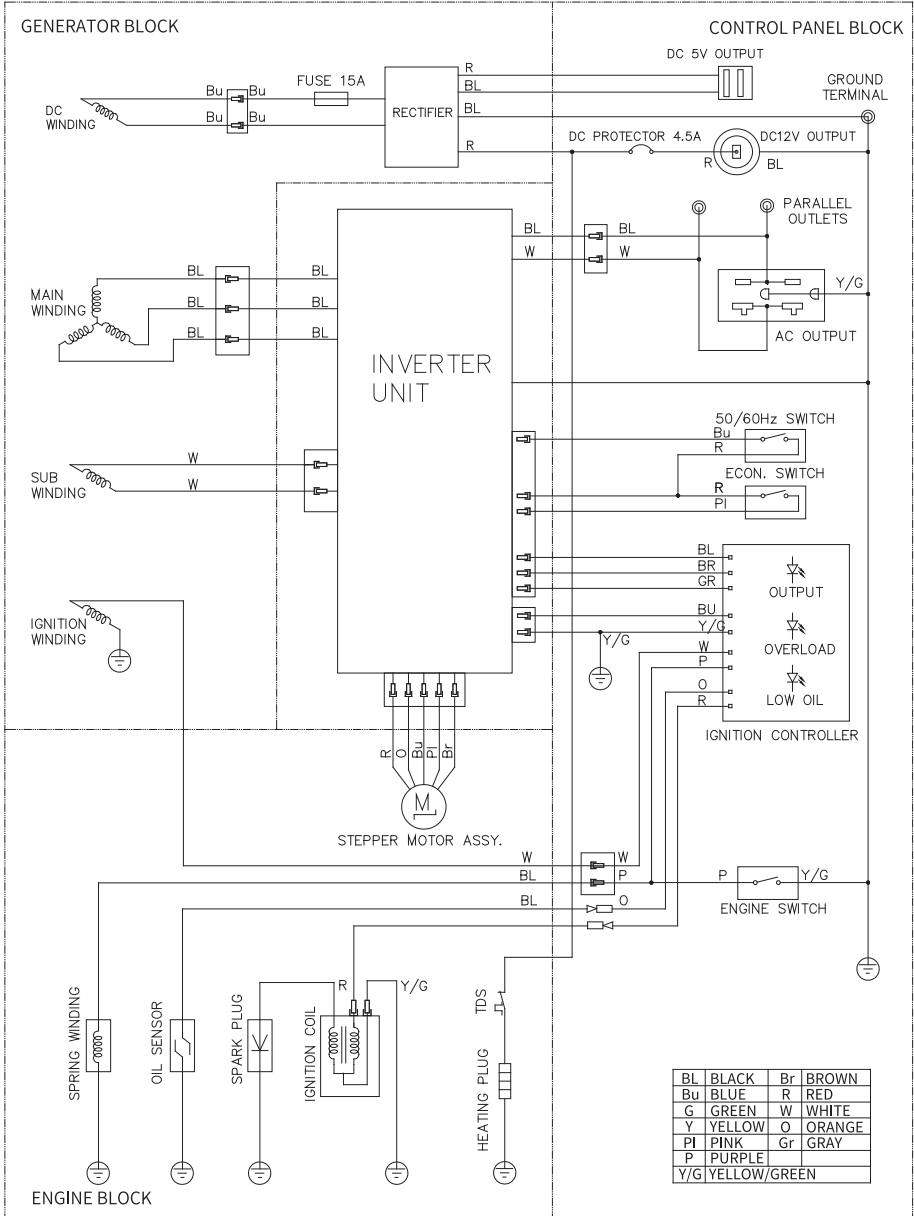 GENERATOR BLOCK
CONTROL PANEL BLOCK
DC 5V OUTPUT
R
BL
Bu Bu
FUSE 15A
RECTIFIER
GROUND
TERMINAL
DC
WINDING
Bu Bu
BL
DC PROTECTOR 4.5A
DC12V OUTPUT
R
R
BL
PARALLEL
OUTLETS
BL BL
W W
Y/G
AC OUTPUT
MAIN
WINDING
BL BL
BL BL
BL BL
INVERTER
UNIT
50/60Hz SWITCH
Bu
R
ECON. SWITCH
R
PI
SUB
WINDING
W
W
BL
BR
GR
OUTPUT
BU
Y/G
Y/G
OVERLOAD
W
P
O
R
LOW OIL
IGNITION CONTROLLER
IGNITION
WINDING
R
O
Bu
PI
Br
M
STEPPER MOTOR ASSY.
W W
BL P
P Y/G
ENGINE SWITCH
BL O
R
Y/G
SPRING WINDING
OIL SENSOR
SPARK PLUG
IGNITION COIL
TDS
HEATING PLUG
BL BLACK Br BROWN
Bu BLUE R RED
G GREEN W WHITE
Y YELLOW O ORANGE
PI PINK Gr GRAY
P PURPLE
Y/G YELLOW/GREEN
ENGINE BLOCK